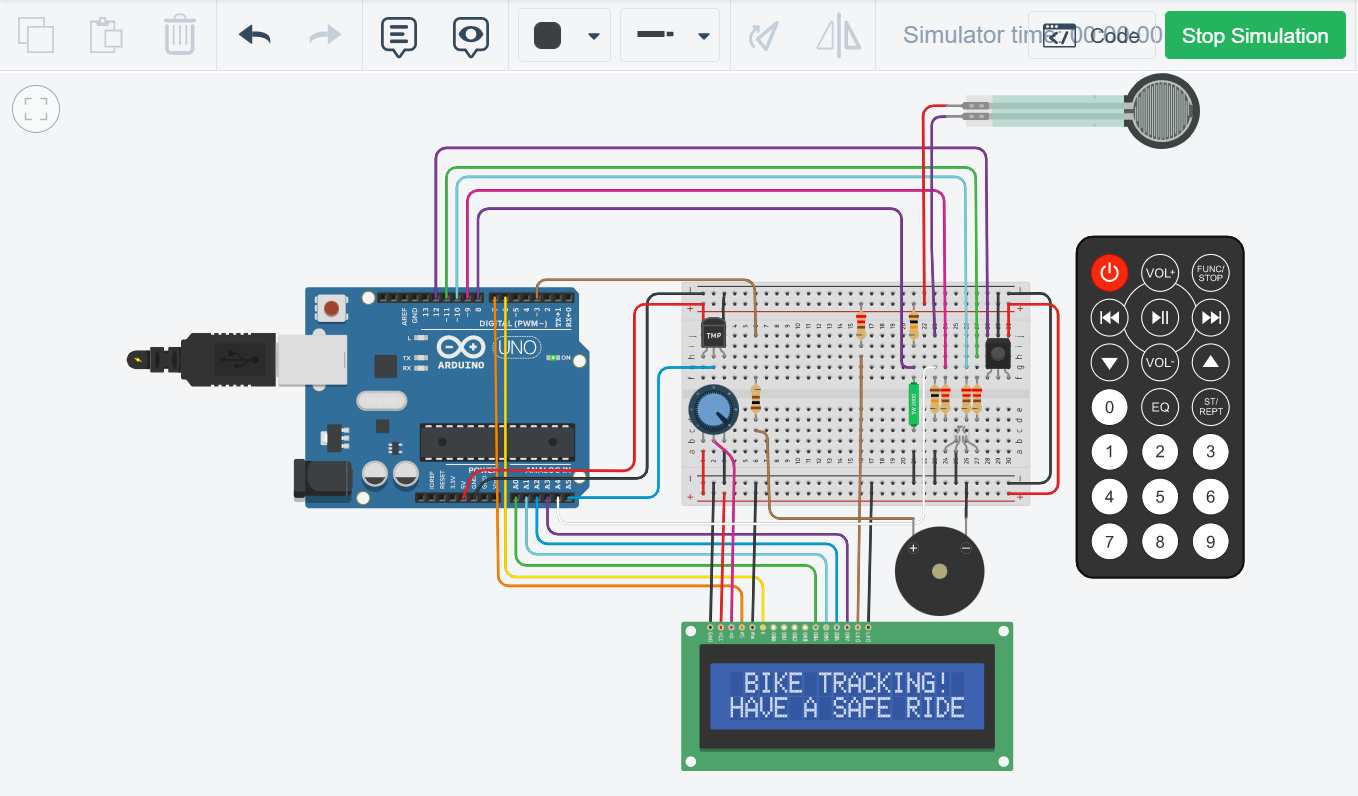 Simulator time: 00:00:00
Code
Stop Simulation
VOL+
FUNC/
STOP
VOL-
0
EQ
ST/
REPT
1 2 3
4 5 6
7 8 9
AREF
GND
13
12
~11
~10
~9
8
7
~6
~5
4
~3
2
TX→1
RX←0
DIGITAL (PWM~)
L
TX
RX
ARDUINO
UNO
ON
IOREF
RESET
3.3V
5V
GND
POWER
ANALOG IN
A0
A1
A2
A3
A4
A5
TMP
+
−
BIKE TRACKING!
HAVE A SAFE RIDE